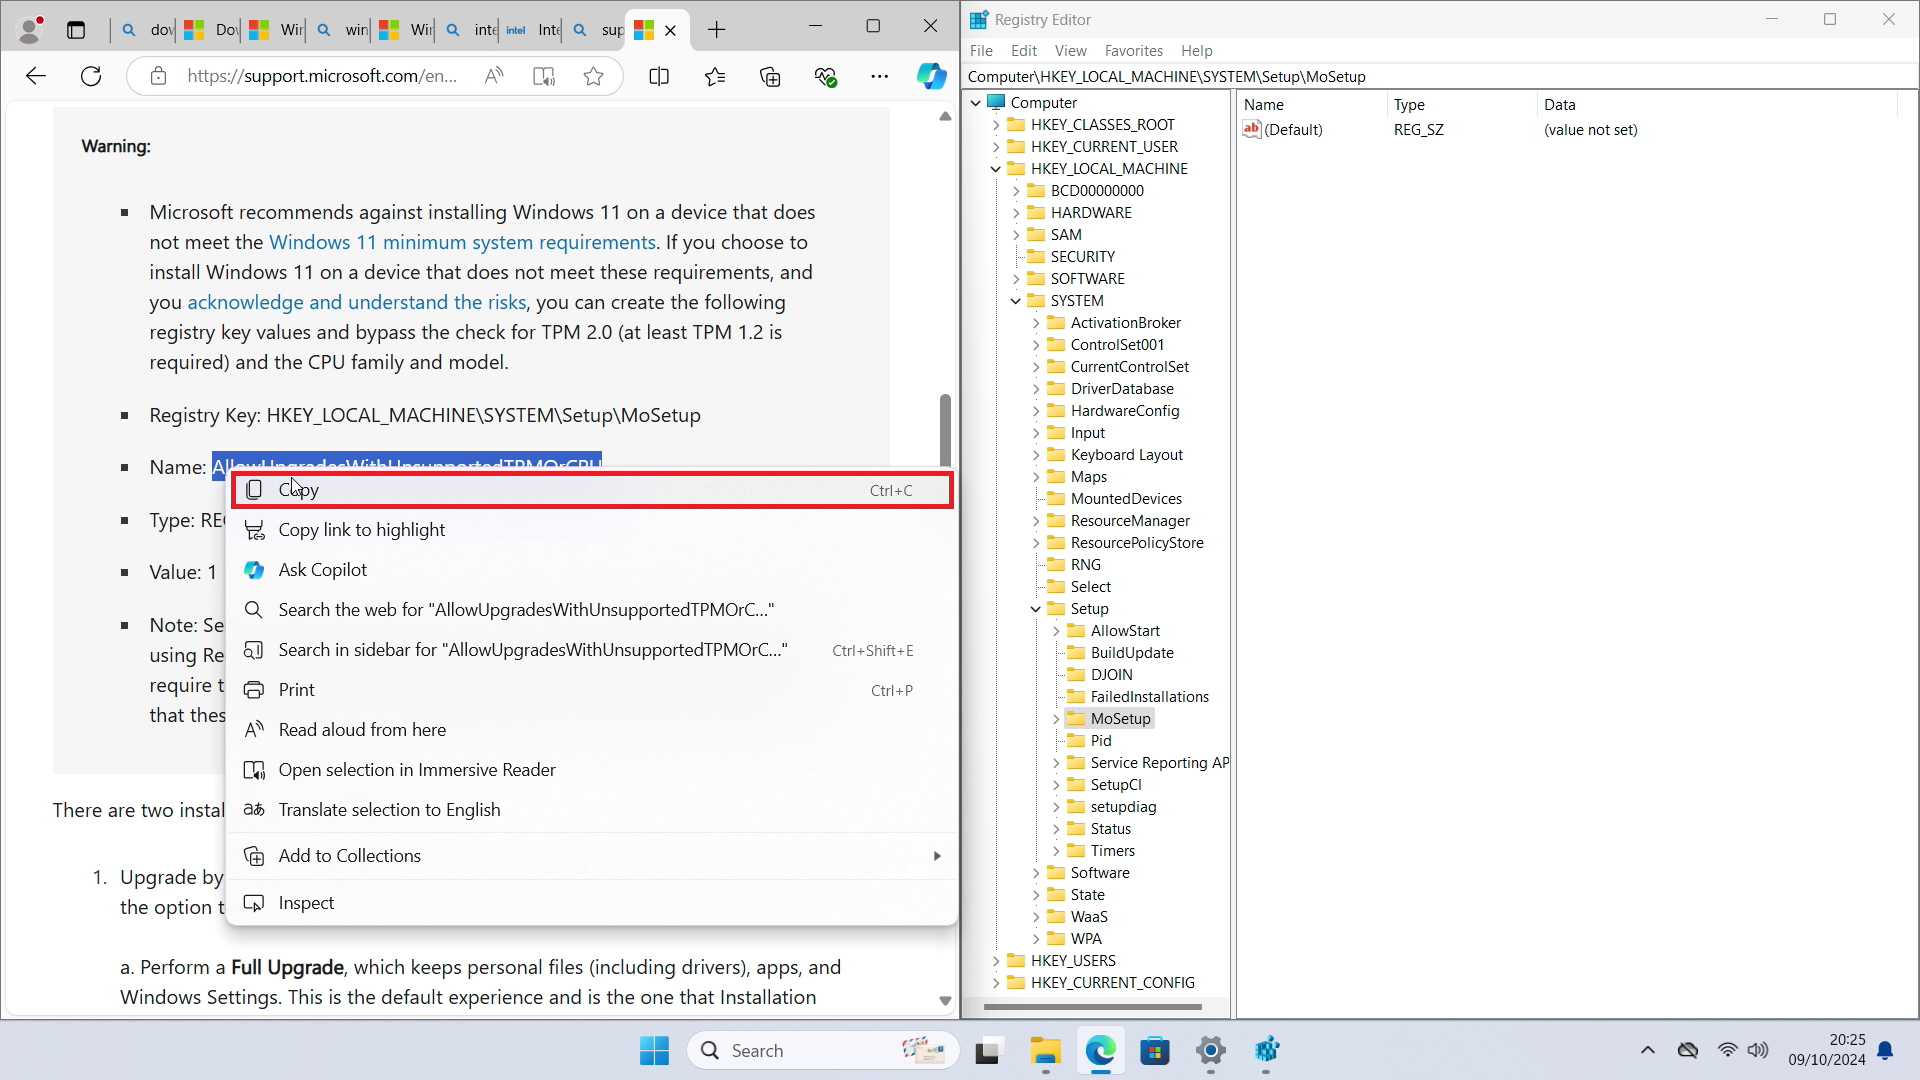 dov
Dov
Win
win
Win
inte
intel
Inte
sup
https://support.microsoft.com/en...
Warning:
Microsoft recommends against installing Windows 11 on a device that does
not meet the Windows 11 minimum system requirements. If you choose to
install Windows 11 on a device that does not meet these requirements, and
you acknowledge and understand the risks, you can create the following
registry key values and bypass the check for TPM 2.0 (at least TPM 1.2 is
required) and the CPU family and model.
Registry Key: HKEY_LOCAL_MACHINE\SYSTEM\Setup\MoSetup
Name: AllowUpgradesWithUnsupportedTPMOrCPU
Type: RE
Value: 1
Note: Se
using Re
require t
that thes
Copy Ctrl+C
Copy link to highlight
Ask Copilot
Search the web for "AllowUpgradesWithUnsupportedTPMOrC..."
Search in sidebar for "AllowUpgradesWithUnsupportedTPMOrC..." Ctrl+Shift+E
Print Ctrl+P
Read aloud from here
Open selection in Immersive Reader
Translate selection to English
Add to Collections
Inspect
There are two instal
1. Upgrade by
the option t
a. Perform a Full Upgrade, which keeps personal files (including drivers), apps, and
Windows Settings. This is the default experience and is the one that Installation
Registry Editor
File Edit View Favorites Help
Computer\HKEY_LOCAL_MACHINE\SYSTEM\Setup\MoSetup
Computer
HKEY_CLASSES_ROOT
HKEY_CURRENT_USER
HKEY_LOCAL_MACHINE
BCD00000000
HARDWARE
SAM
SECURITY
SOFTWARE
SYSTEM
ActivationBroker
ControlSet001
CurrentControlSet
DriverDatabase
HardwareConfig
Input
Keyboard Layout
Maps
MountedDevices
ResourceManager
ResourcePolicyStore
RNG
Select
Setup
AllowStart
BuildUpdate
DJOIN
FailedInstallations
MoSetup
Pid
Service Reporting AP
SetupCl
setupdiag
Status
Timers
Software
State
WaaS
WPA
HKEY_USERS
HKEY_CURRENT_CONFIG
Name Type Data
ab (Default) REG_SZ (value not set)
Search
20:25
09/10/2024